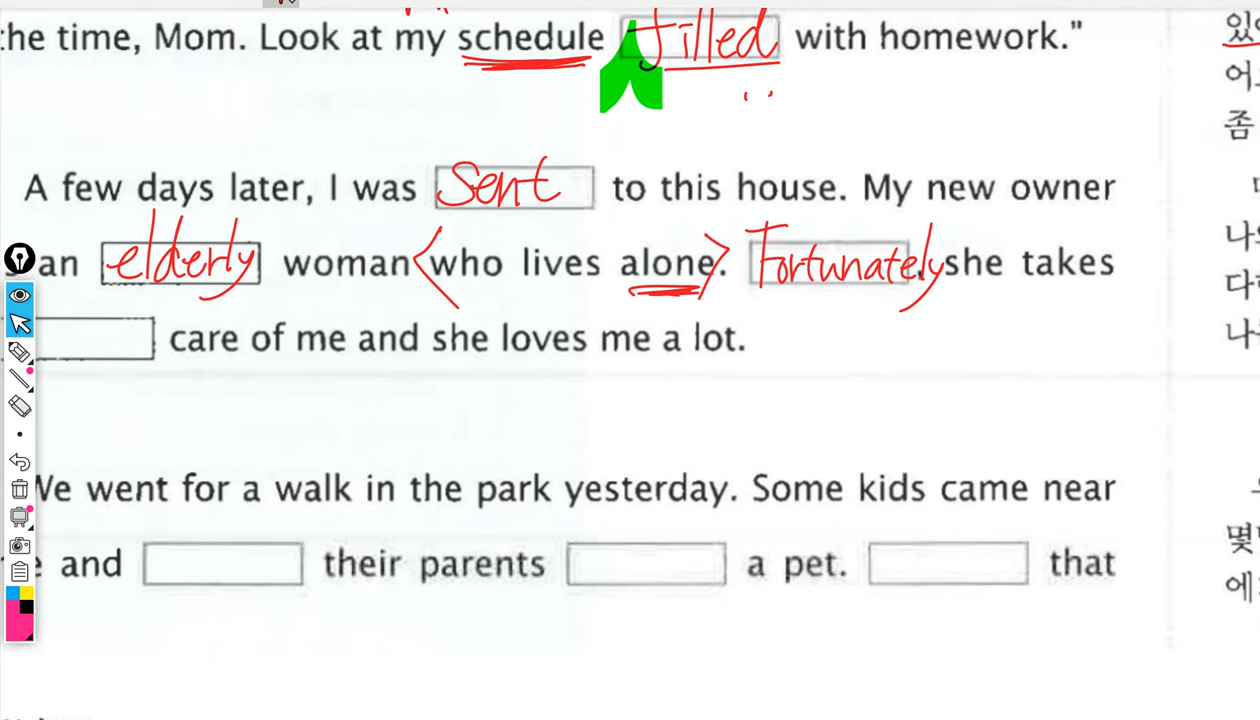 the time, Mom. Look at my schedule filled with homework." 있
어
좀
A few days later, I was sent to this house. My new owner
an elderly woman <who lives alone>. Fortunately, she takes 나
다
care of me and she loves me a lot. 나
We went for a walk in the park yesterday. Some kids came near
몇
and their parents a pet. that 에